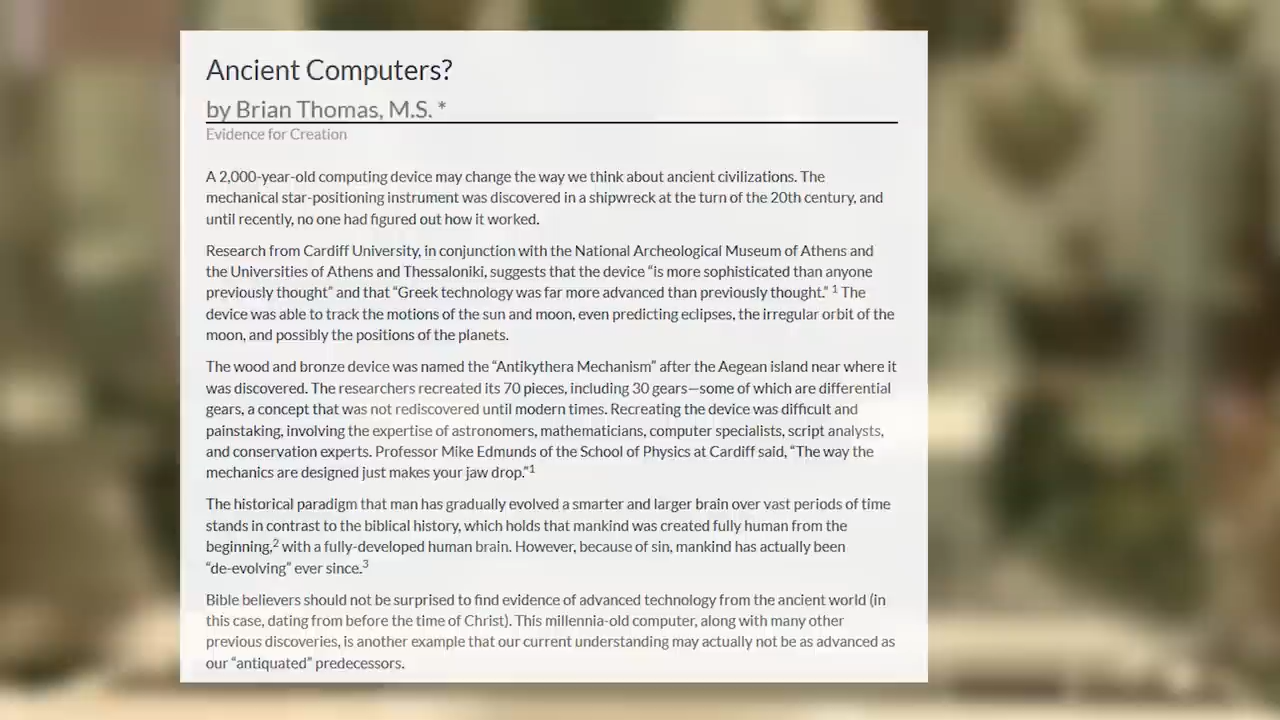 Ancient Computers?
by Brian Thomas, M.S. *
Evidence for Creation
A 2,000-year-old computing device may change the way we think about ancient civilizations. The
mechanical star-positioning instrument was discovered in a shipwreck at the turn of the 20th century, and
until recently, no one had figured out how it worked.
Research from Cardiff University, in conjunction with the National Archeological Museum of Athens and
the Universities of Athens and Thessaloniki, suggests that the device “is more sophisticated than anyone
previously thought” and that “Greek technology was far more advanced than previously thought.” 1 The
device was able to track the motions of the sun and moon, even predicting eclipses, the irregular orbit of the
moon, and possibly the positions of the planets.
The wood and bronze device was named the “Antikythera Mechanism” after the Aegean island near where it
was discovered. The researchers recreated its 70 pieces, including 30 gears—some of which are differential
gears, a concept that was not rediscovered until modern times. Recreating the device was difficult and
painstaking, involving the expertise of astronomers, mathematicians, computer specialists, script analysts,
and conservation experts. Professor Mike Edmunds of the School of Physics at Cardiff said, “The way the
mechanics are designed just makes your jaw drop.”1
The historical paradigm that man has gradually evolved a smarter and larger brain over vast periods of time
stands in contrast to the biblical history, which holds that mankind was created fully human from the
beginning,2 with a fully-developed human brain. However, because of sin, mankind has actually been
“de-evolving” ever since.3
Bible believers should not be surprised to find evidence of advanced technology from the ancient world (in
this case, dating from before the time of Christ). This millennia-old computer, along with many other
previous discoveries, is another example that our current understanding may actually not be as advanced as
our “antiquated” predecessors.